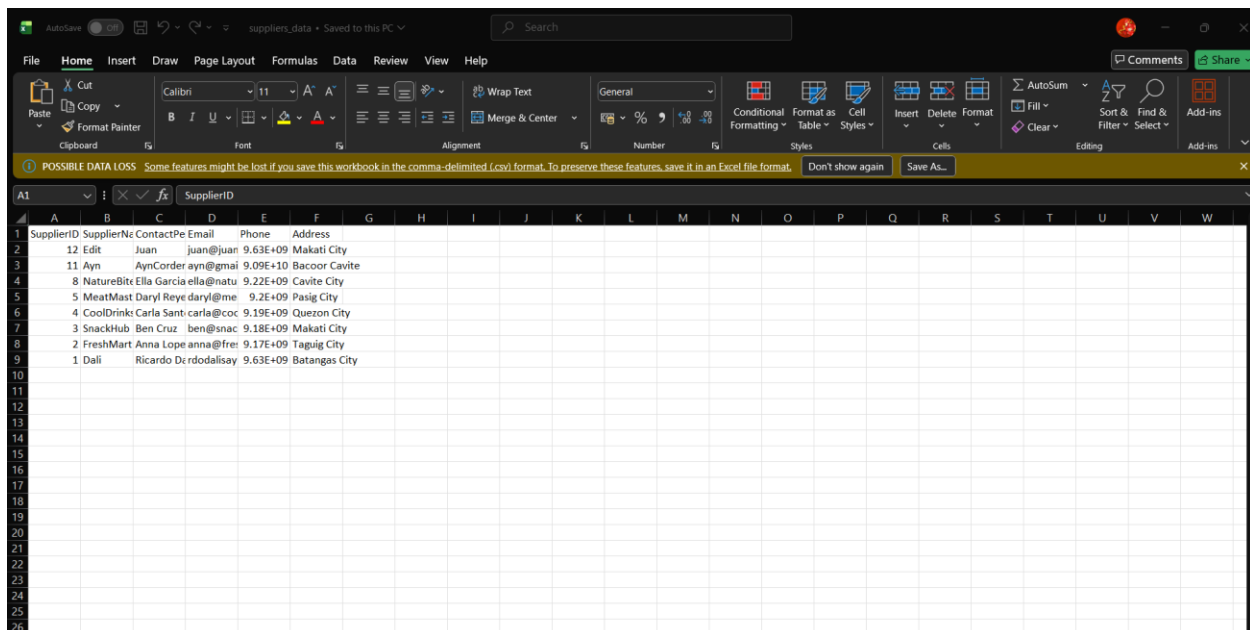 AutoSave Off suppliers_data • Saved to this PC Search
File Home Insert Draw Page Layout Formulas Data Review View Help Comments Share
Paste Cut Copy Format Painter Clipboard
Calibri 11 A A B I U A Font
Wrap Text Merge & Center Alignment
General % 9 Number
Conditional Formatting Format as Table Cell Styles Styles
Insert Delete Format Cells
AutoSum Fill Clear Sort & Filter Find & Select Editing
Add-ins Add-ins
POSSIBLE DATA LOSS Some features might be lost if you save this workbook in the comma-delimited (.csv) format. To preserve these features, save it in an Excel file format. Don't show again Save As...
A1 fx SupplierID
A B C D E F G H I J K L M N O P Q R S T U V W
1 SupplierID SupplierNa ContactPe Email Phone Address
2 12 Edit Juan juan@juan 9.63E+09 Makati City
3 11 Ayn AynCorder ayn@gmai 9.09E+10 Bacoor Cavite
4 8 NatureBite Ella Garcia ella@natu 9.22E+09 Cavite City
5 5 MeatMast Daryl Reye daryl@me 9.2E+09 Pasig City
6 4 CoolDrinks Carla Sant carla@coo 9.19E+09 Quezon City
7 3 SnackHub Ben Cruz ben@snac 9.18E+09 Makati City
8 2 FreshMart Anna Lope anna@fres 9.17E+09 Taguig City
9 1 Dali Ricardo Da rdodalisay 9.63E+09 Batangas City
10
11
12
13
14
15
16
17
18
19
20
21
22
23
24
25
26